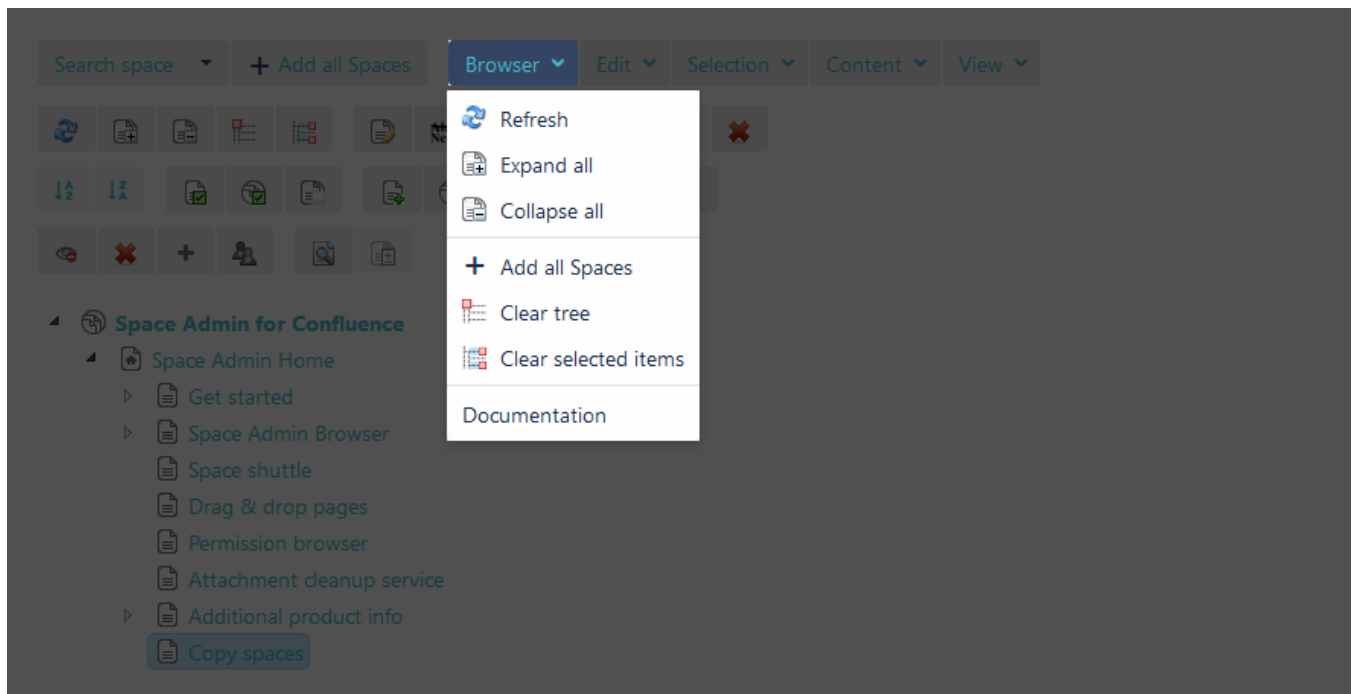 Search space
Add all Spaces
Browser
Edit
Selection
Content
View
Refresh
Expand all
Collapse all
Add all Spaces
Clear tree
Clear selected items
Documentation
Space Admin for Confluence
Space Admin Home
Get started
Space Admin Browser
Space shuttle
Drag & drop pages
Permission browser
Attachment cleanup service
Additional product info
Copy spaces